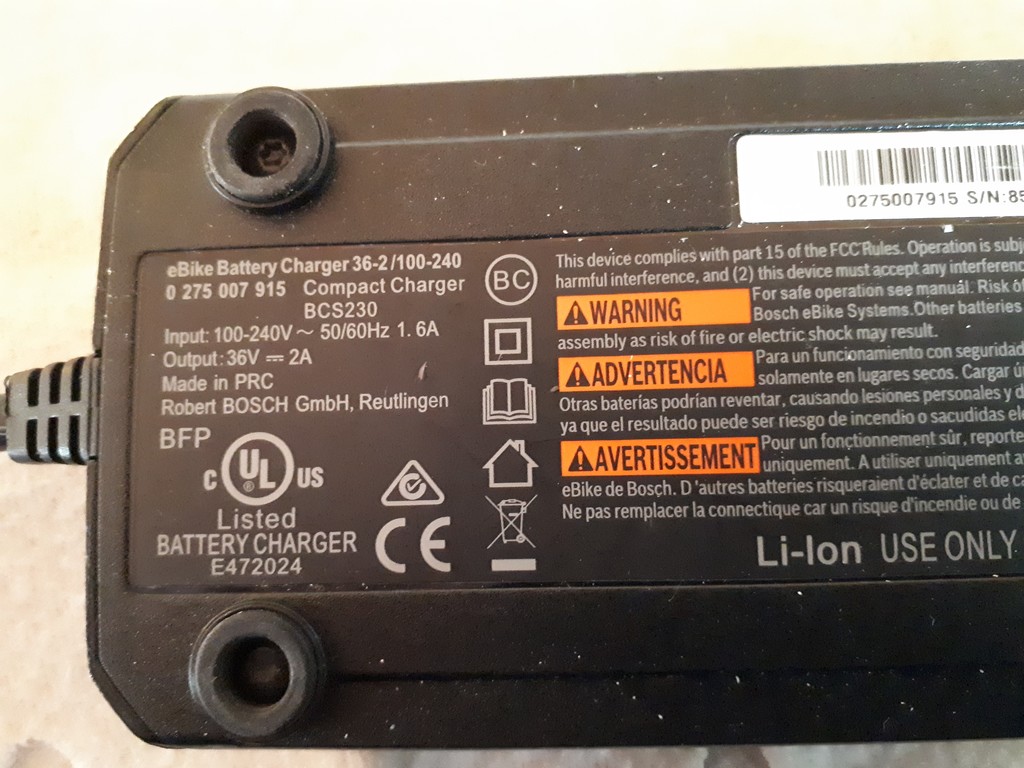 0275007915 S/N:85
eBike Battery Charger 36-2/100-240
0 275 007 915 Compact Charger
BCS230
Input: 100-240V ~ 50/60Hz 1.6A
Output: 36V ⎓ 2A
Made in PRC
Robert BOSCH GmbH, Reutlingen
BFP
C UL US
Listed
BATTERY CHARGER
E472024
CE
BC
This device complies with part 15 of the FCC Rules. Operation is
harmful interference, and (2) this device must accept any interference
WARNING For safe operation see manual. Risk of
Bosch eBike Systems. Other batteries
assembly as risk of fire or electric shock may result.
ADVERTENCIA Para un funcionamiento con seguridad
solamente en lugares secos. Cargar
Otras baterías podrían reventar, causando lesiones personales y
ya que el resultado puede ser riesgo de incendio o sacudidas
AVERTISSEMENT Pour un fonctionnement sûr,
uniquement. A utiliser uniquement
eBike de Bosch. D'autres batteries risqueraient d'éclater et de
Ne pas remplacer la connectique car un risque d'incendie ou de
Li-Ion USE ONLY